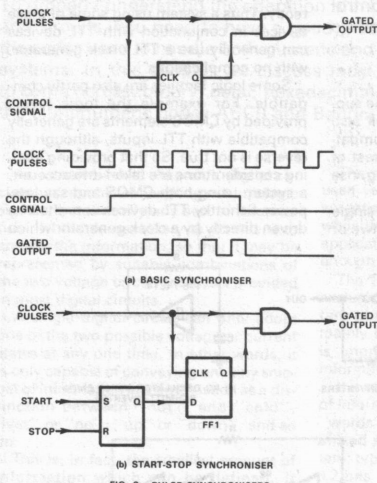 CLOCK
PULSES
GATED
OUTPUT
CLK Q
D
CONTROL
SIGNAL
CLOCK
PULSES
CONTROL
SIGNAL
GATED
OUTPUT
(a) BASIC SYNCHRONISER
CLOCK
PULSES
GATED
OUTPUT
CLK
Q
START
S Q
D
FF1
STOP
R
(b) START-STOP SYNCHRONISER